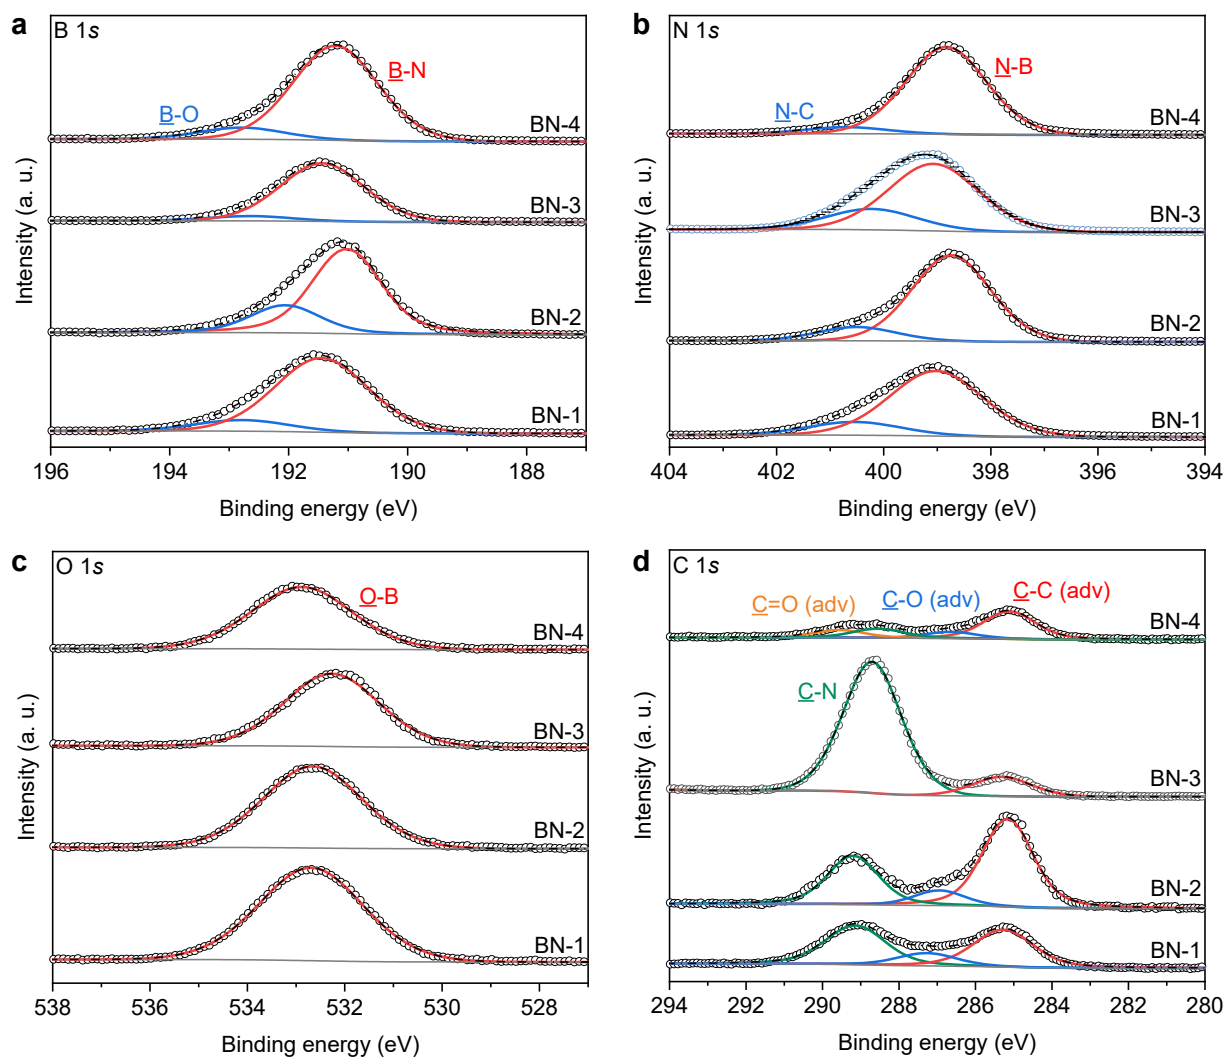 a
B 1s
B-N
B-O
BN-4
BN-3
BN-2
BN-1
Intensity (a. u.)
196 194 192 190 188
Binding energy (eV)
b
N 1s
N-B
N-C
BN-4
BN-3
BN-2
BN-1
Intensity (a. u.)
404 402 400 398 396 394
Binding energy (eV)
c
O 1s
O-B
BN-4
BN-3
BN-2
BN-1
Intensity (a. u.)
538 536 534 532 530 528
Binding energy (eV)
d
C 1s
C=O (adv) C-O (adv) C-C (adv)
BN-4
C-N
BN-3
BN-2
BN-1
Intensity (a. u.)
294 292 290 288 286 284 282 280
Binding energy (eV)